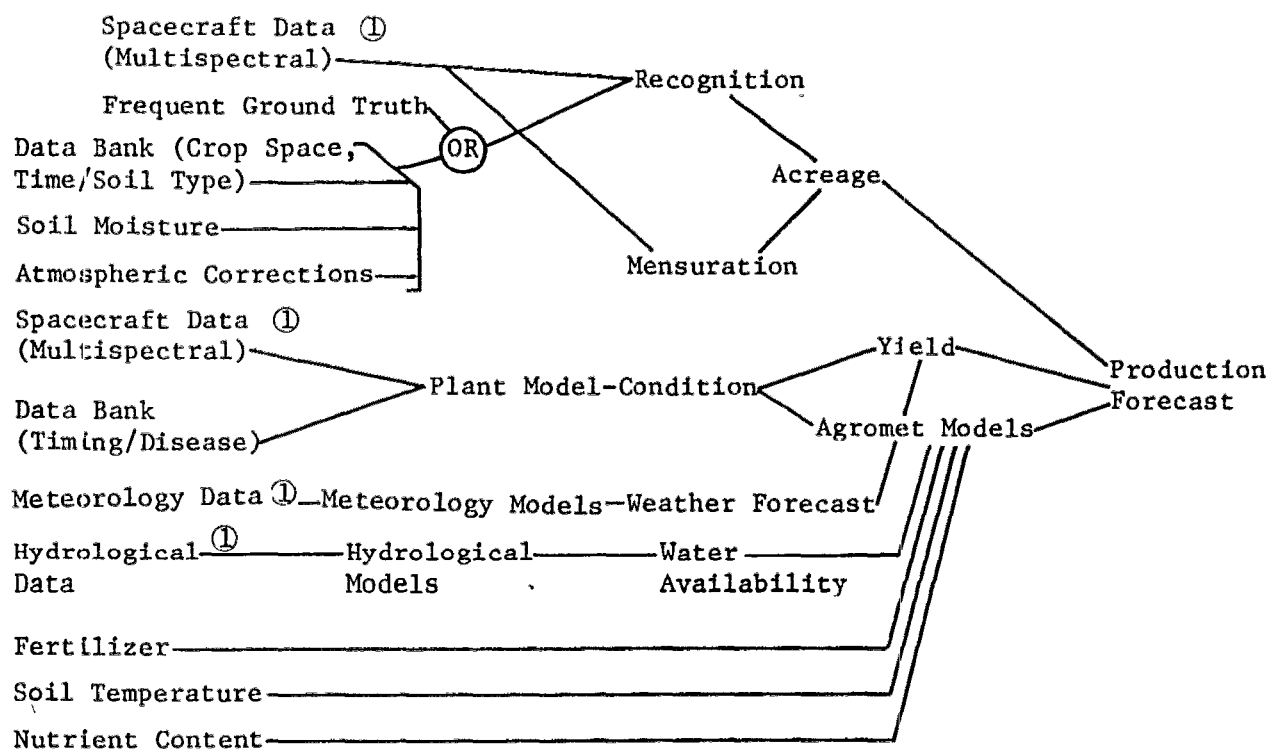 Spacecraft Data ①
(Multispectral)
Recognition
Frequent Ground Truth
OR
Data Bank (Crop Space,
Time/Soil Type)
Acreage
Soil Moisture
Mensuration
Atmospheric Corrections
Spacecraft Data ①
(Multispectral)
Yield
Production
Forecast
Plant Model-Condition
Data Bank
(Timing/Disease)
Agromet Models
Meteorology Data ① Meteorology Models Weather Forecast
Hydrological ① Hydrological Water
Data Models Availability
Fertilizer
Soil Temperature
Nutrient Content